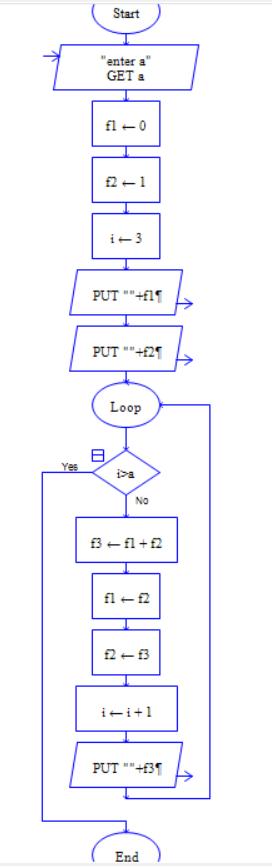 Start
"enter a"
GET a
f1 ← 0
f2 ← 1
i ← 3
PUT ""+f1¶
PUT ""+f2¶
Loop
Yes
i>a
No
f3 ← f1 + f2
f1 ← f2
f2 ← f3
i ← i + 1
PUT ""+f3¶
End